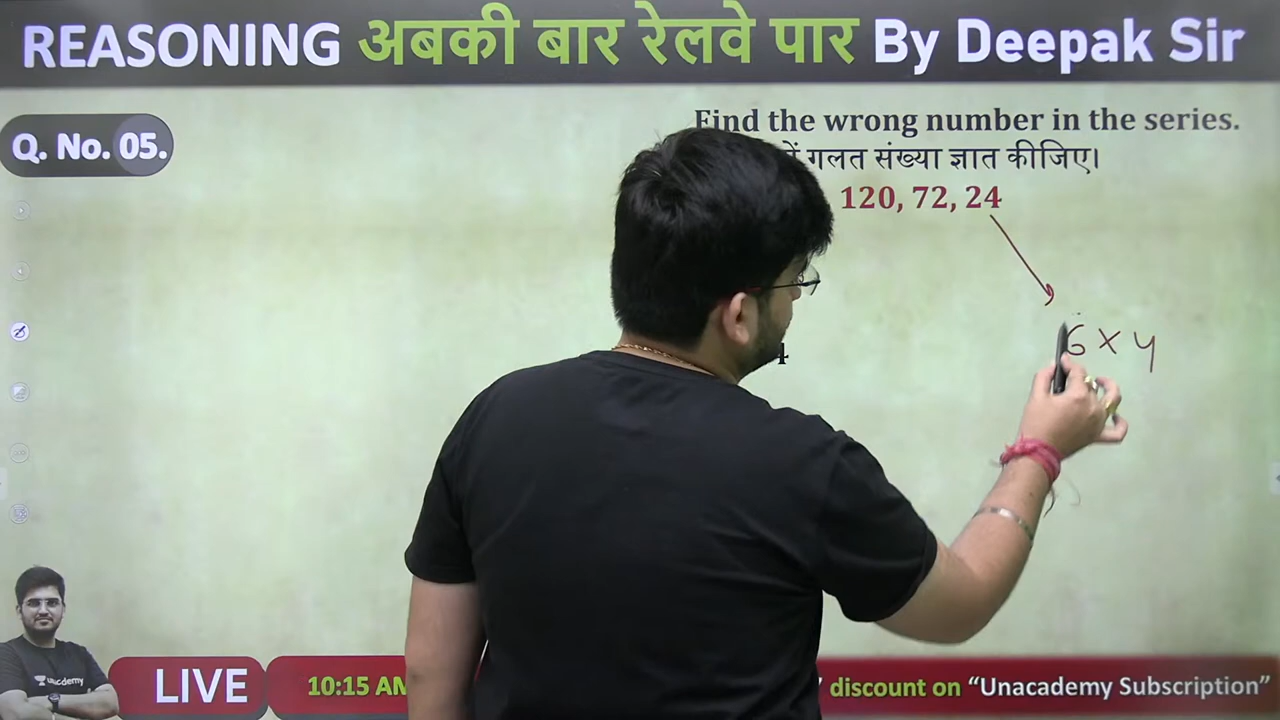 REASONING अबकी बार रेलवे पार By Deepak Sir
Q. No. 05.
Find the wrong number in the series.
गलत संख्या ज्ञात कीजिए।
120, 72, 24
6 × 4
unacademy
LIVE
10:15 AM
discount on “Unacademy Subscription”